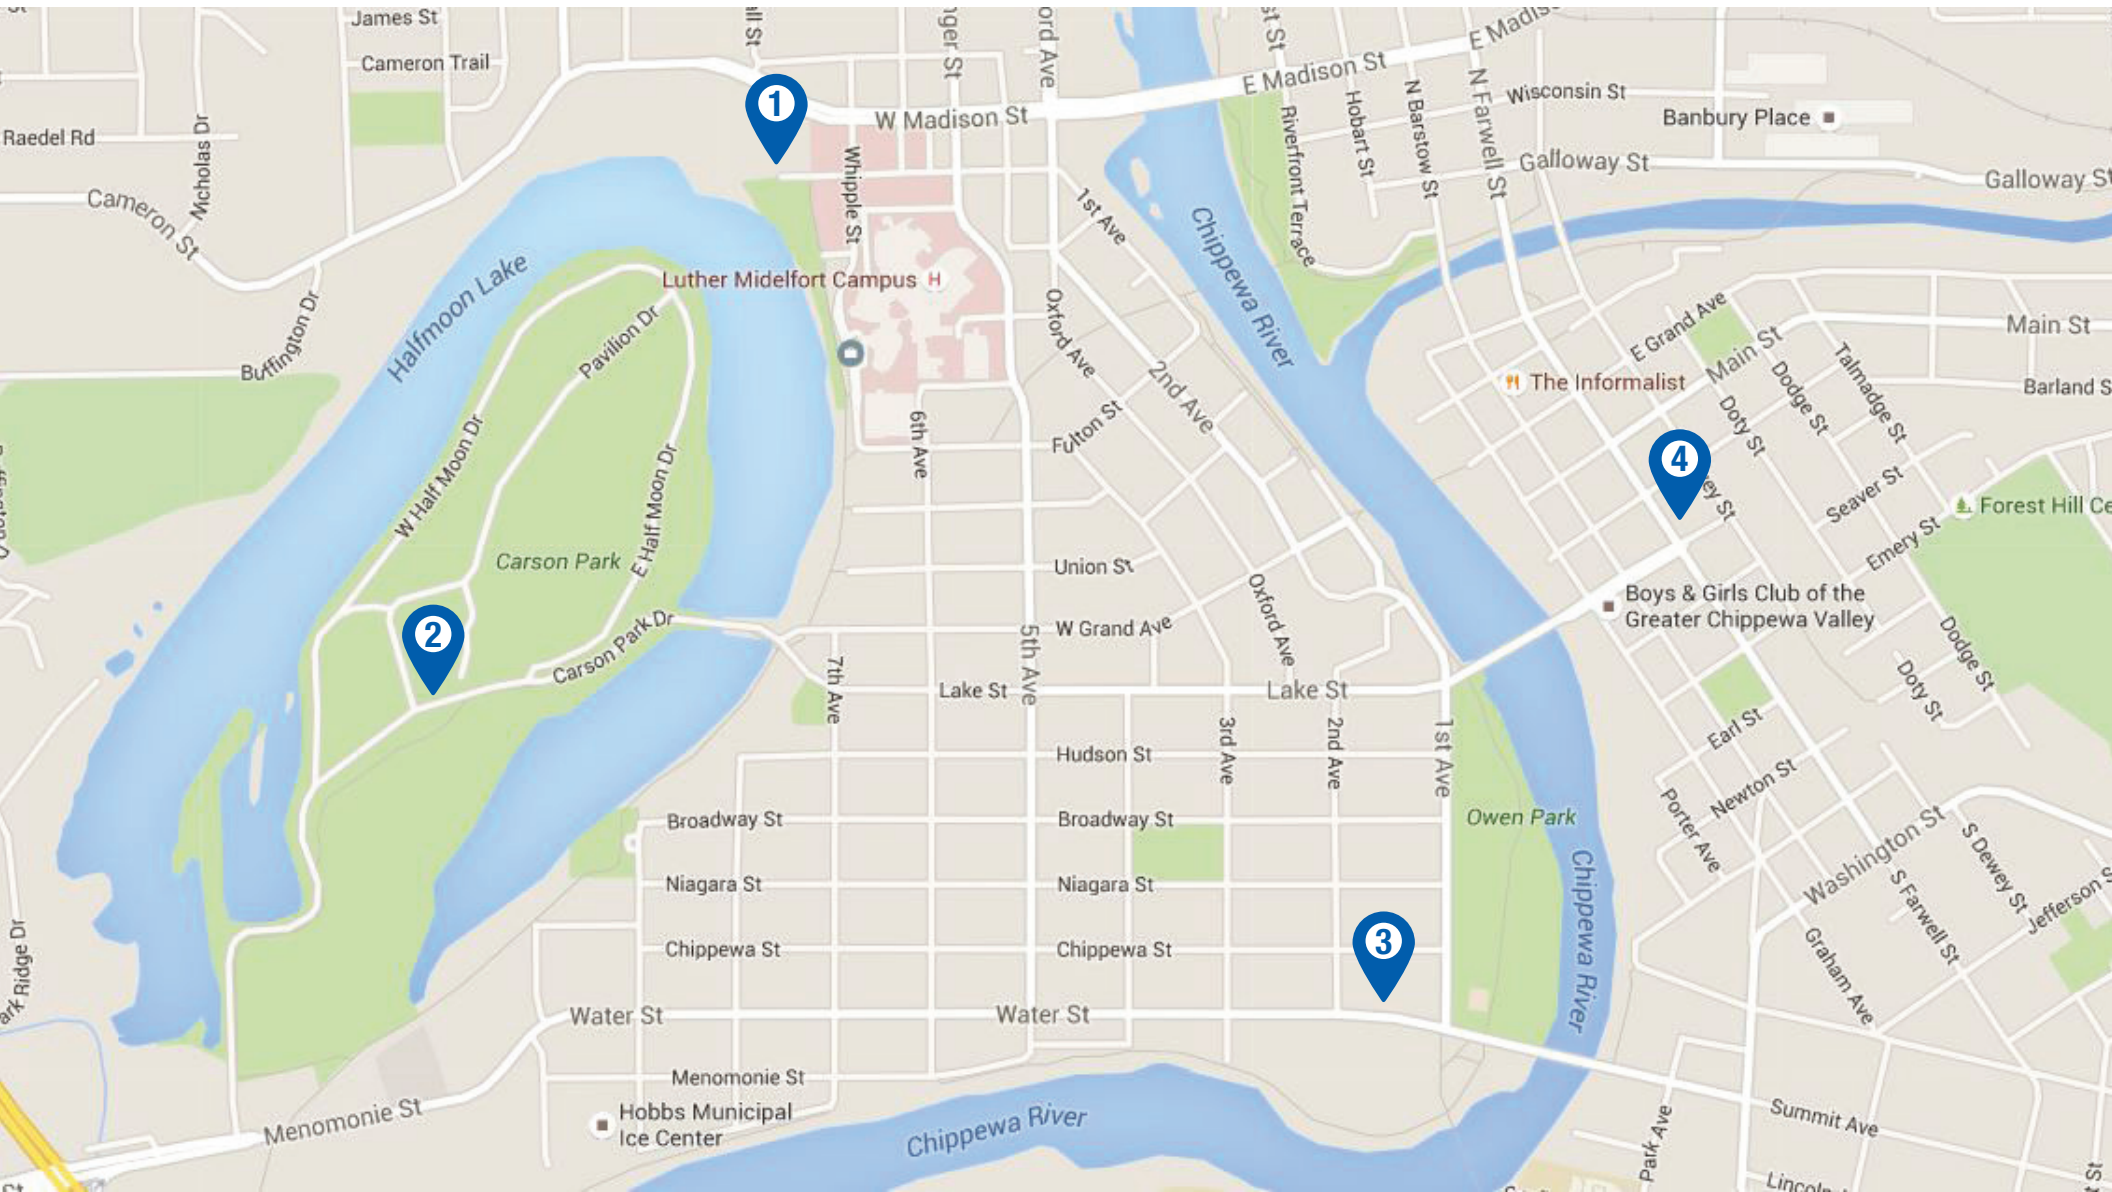 James St
Cameron Trail
E Madison St
W Madison St
Wisconsin St
Banbury Place
Raedel Rd
Nicholas Dr
Cameron St
Whipple St
1st Ave
Riverfront Terrace
Hobart St
N Barstow St
N Farwell St
Galloway St
Galloway St
1
Halfmoon Lake
Luther Midelfort Campus
H
Chippewa River
Buffington Dr
Pavilion Dr
Oxford Ave
2nd Ave
E Grand Ave
Main St
Main St
The Informalist
Dodge St
Talmadge St
Doty St
W Half Moon Dr
E Half Moon Dr
6th Ave
Fulton St
4
Seaver St
Emery St
Carson Park
Union St
Oxford Ave
Boys & Girls Club of the
Greater Chippewa Valley
2
Carson Park Dr
W Grand Ave
5th Ave
7th Ave
Lake St
Lake St
Dodge St
Doty St
Earl St
3rd Ave
2nd Ave
1st Ave
Hudson St
Newton St
Porter Ave
Broadway St
Broadway St
Owen Park
Washington St
S Dewey St
Niagara St
Niagara St
Chippewa River
S Farwell St
3
Chippewa St
Chippewa St
Graham Ave
Water St
Water St
Menomonie St
Menomonie St
Hobbs Municipal
Ice Center
Chippewa River
Summit Ave
Park Ave